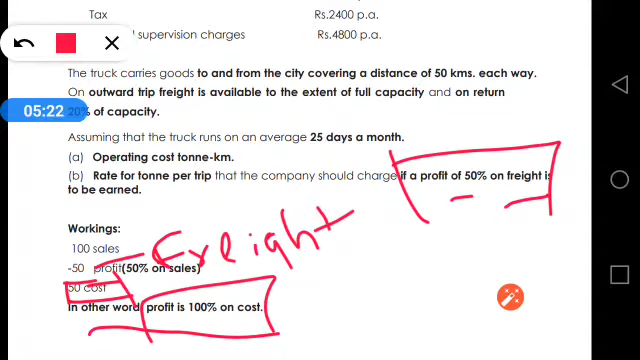 Tax Rs.2400 p.a.
supervision charges Rs.4800 p.a.
The truck carries goods to and from the city covering a distance of 50 kms. each way.
On outward trip freight is available to the extent of full capacity and on return
05:22
20% of capacity.
Assuming that the truck runs on an average 25 days a month.
(a) Operating cost tonne-km.
(b) Rate for tonne per trip that the company should charge if a profit of 50% on freight is
to be earned.
Workings:
100 sales
freight
-50 profit(50% on sales)
50 cost
In other word profit is 100% on cost.